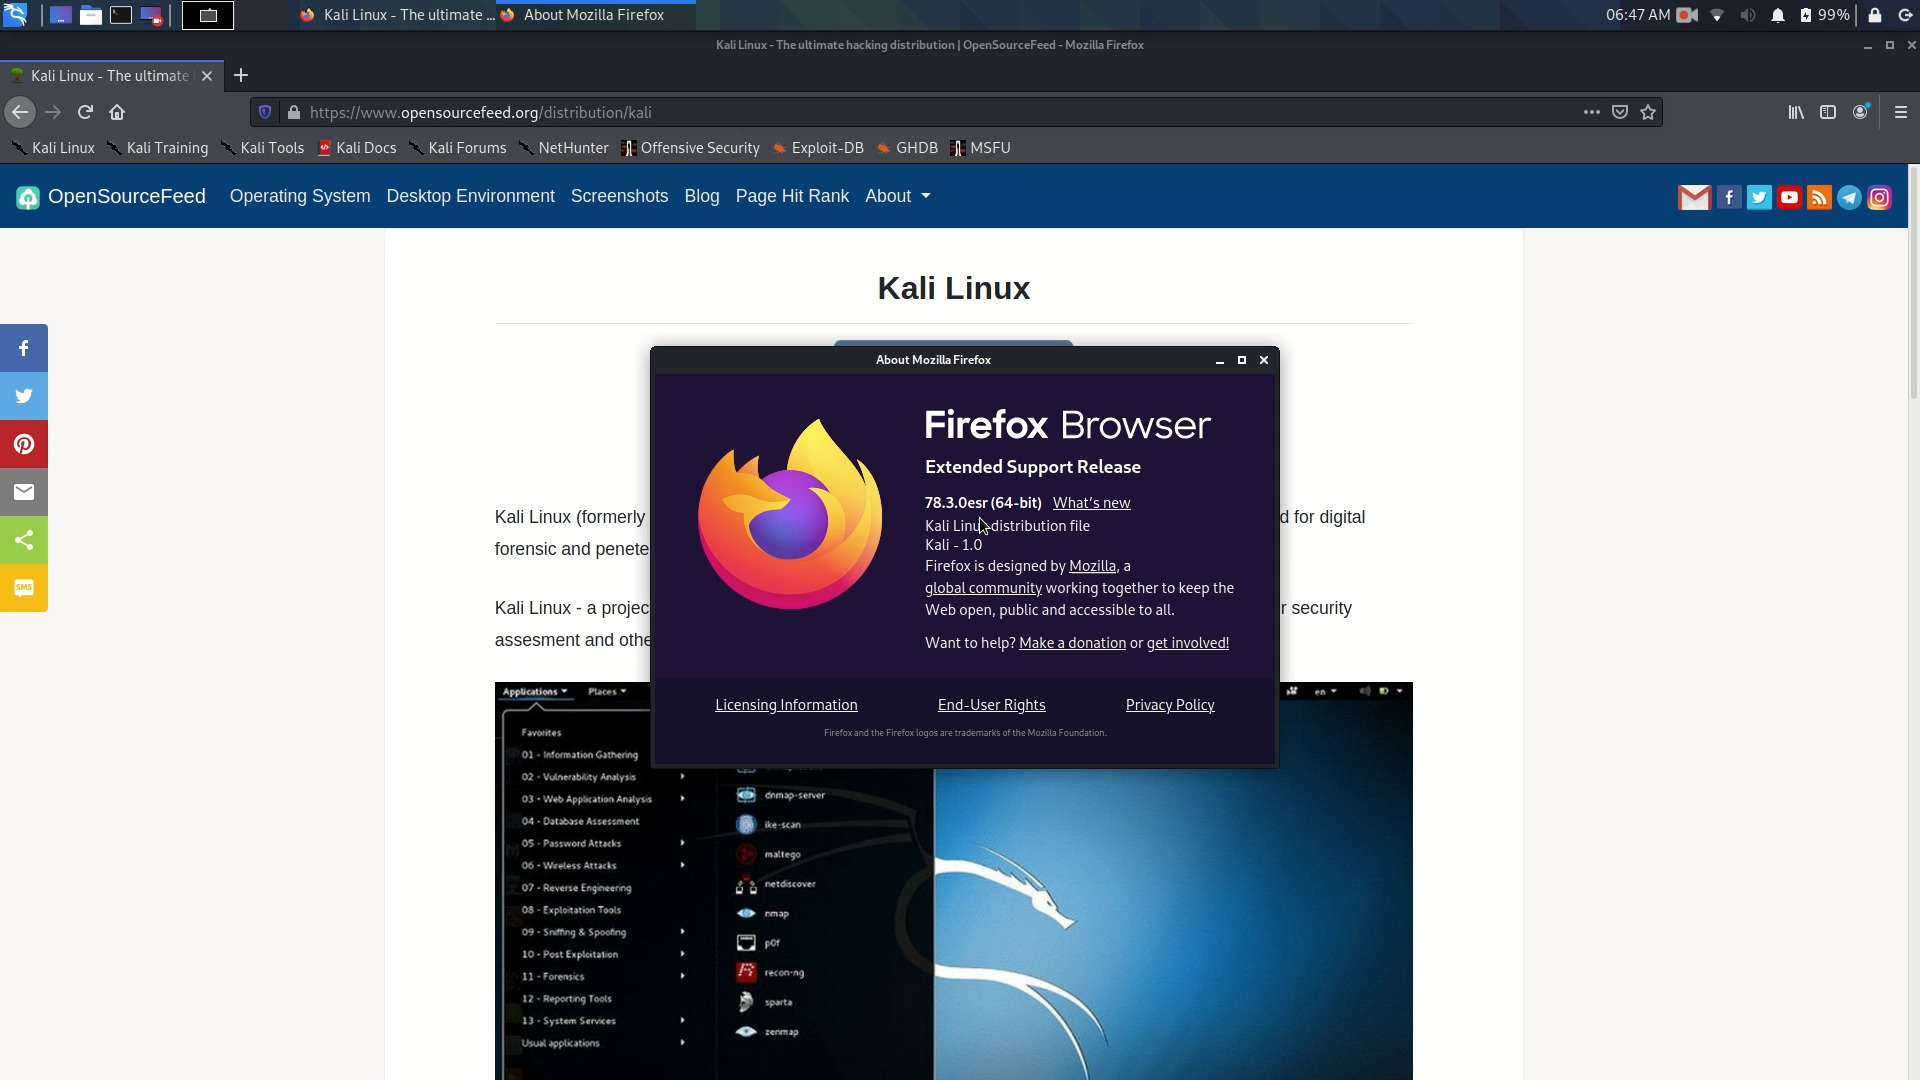 Kali Linux - The ultimate ...
About Mozilla Firefox
06:47 AM
99%
Kali Linux - The ultimate hacking distribution | OpenSourceFeed - Mozilla Firefox
Kali Linux - The ultimate
https://www.opensourcefeed.org/distribution/kali
Kali Linux
Kali Training
Kali Tools
Kali Docs
Kali Forums
NetHunter
Offensive Security
Exploit-DB
GHDB
MSFU
OpenSourceFeed
Operating System
Desktop Environment
Screenshots
Blog
Page Hit Rank
About
Kali Linux
About Mozilla Firefox
Firefox Browser
Extended Support Release
78.3.0esr (64-bit) What's new
Kali Linux distribution file
Kali - 1.0
Firefox is designed by Mozilla, a
global community working together to keep the
Web open, public and accessible to all.
Want to help? Make a donation or get involved!
Licensing Information
End-User Rights
Privacy Policy
Firefox and the Firefox logos are trademarks of the Mozilla Foundation.
Kali Linux (formerly
d for digital
forensic and penete
Kali Linux - a projec
r security
assesment and othe
SMS
Applications
Places
en
Favorites
01 - Information Gathering
02 - Vulnerability Analysis
03 - Web Application Analysis
04 - Database Assessment
05 - Password Attacks
06 - Wireless Attacks
07 - Reverse Engineering
08 - Exploitation Tools
09 - Sniffing & Spoofing
10 - Post Exploitation
11 - Forensics
12 - Reporting Tools
13 - System Services
Usual applications
dnmap-server
ike-scan
maltego
netdiscover
nmap
p0f
recon-ng
sparta
zenmap